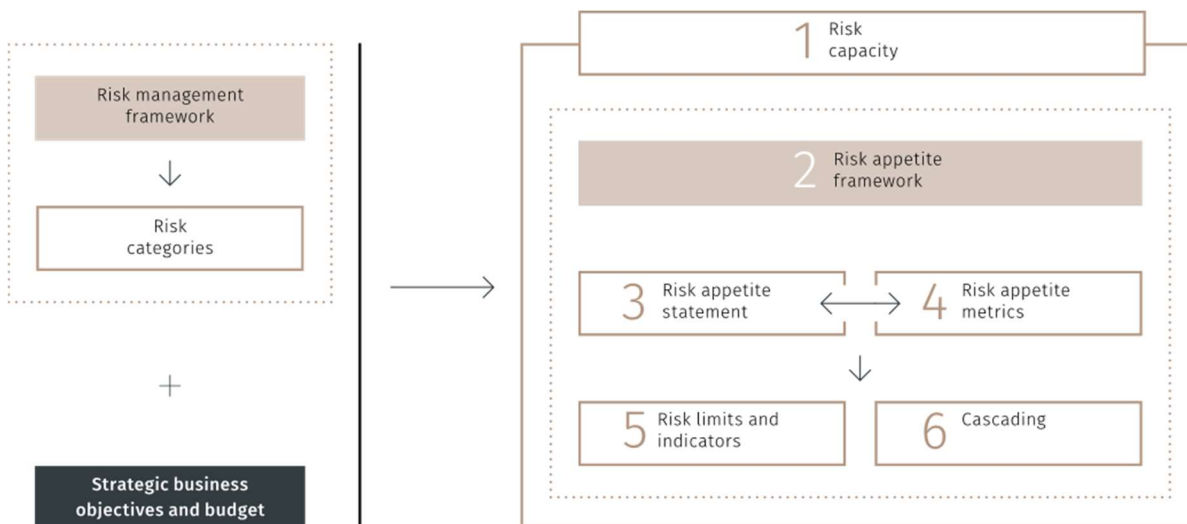 Risk management
framework
Risk
categories
+
Strategic business
objectives and budget
1 Risk
capacity
2 Risk appetite
framework
3 Risk appetite
statement
4 Risk appetite
metrics
5 Risk limits and
indicators
6 Cascading